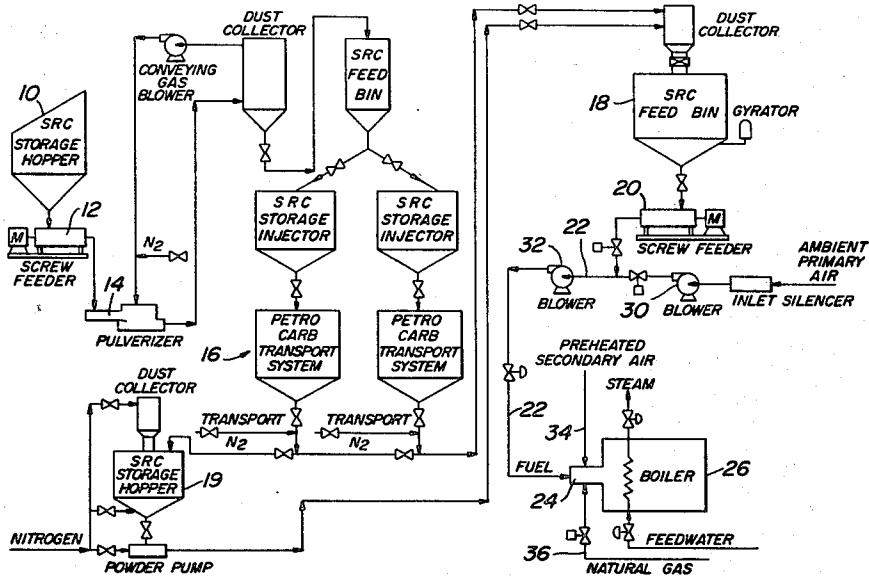 10
SRC
STORAGE
HOPPER
M
12
SCREW
FEEDER
14
PULVERIZER
N2
CONVEYING
GAS
BLOWER
DUST
COLLECTOR
SRC
FEED
BIN
SRC
STORAGE
INJECTOR
SRC
STORAGE
INJECTOR
16
PETRO
CARB
TRANSPORT
SYSTEM
PETRO
CARB
TRANSPORT
SYSTEM
TRANSPORT
N2
TRANSPORT
N2
DUST
COLLECTOR
SRC
STORAGE
HOPPER
19
NITROGEN
POWDER PUMP
DUST
COLLECTOR
18
SRC
FEED BIN
GYRATOR
20
M
SCREW FEEDER
32
22
BLOWER
30
BLOWER
AMBIENT
PRIMARY
AIR
INLET SILENCER
PREHEATED
SECONDARY AIR
STEAM
22
34
FUEL
24
BOILER
26
36
FEEDWATER
NATURAL GAS